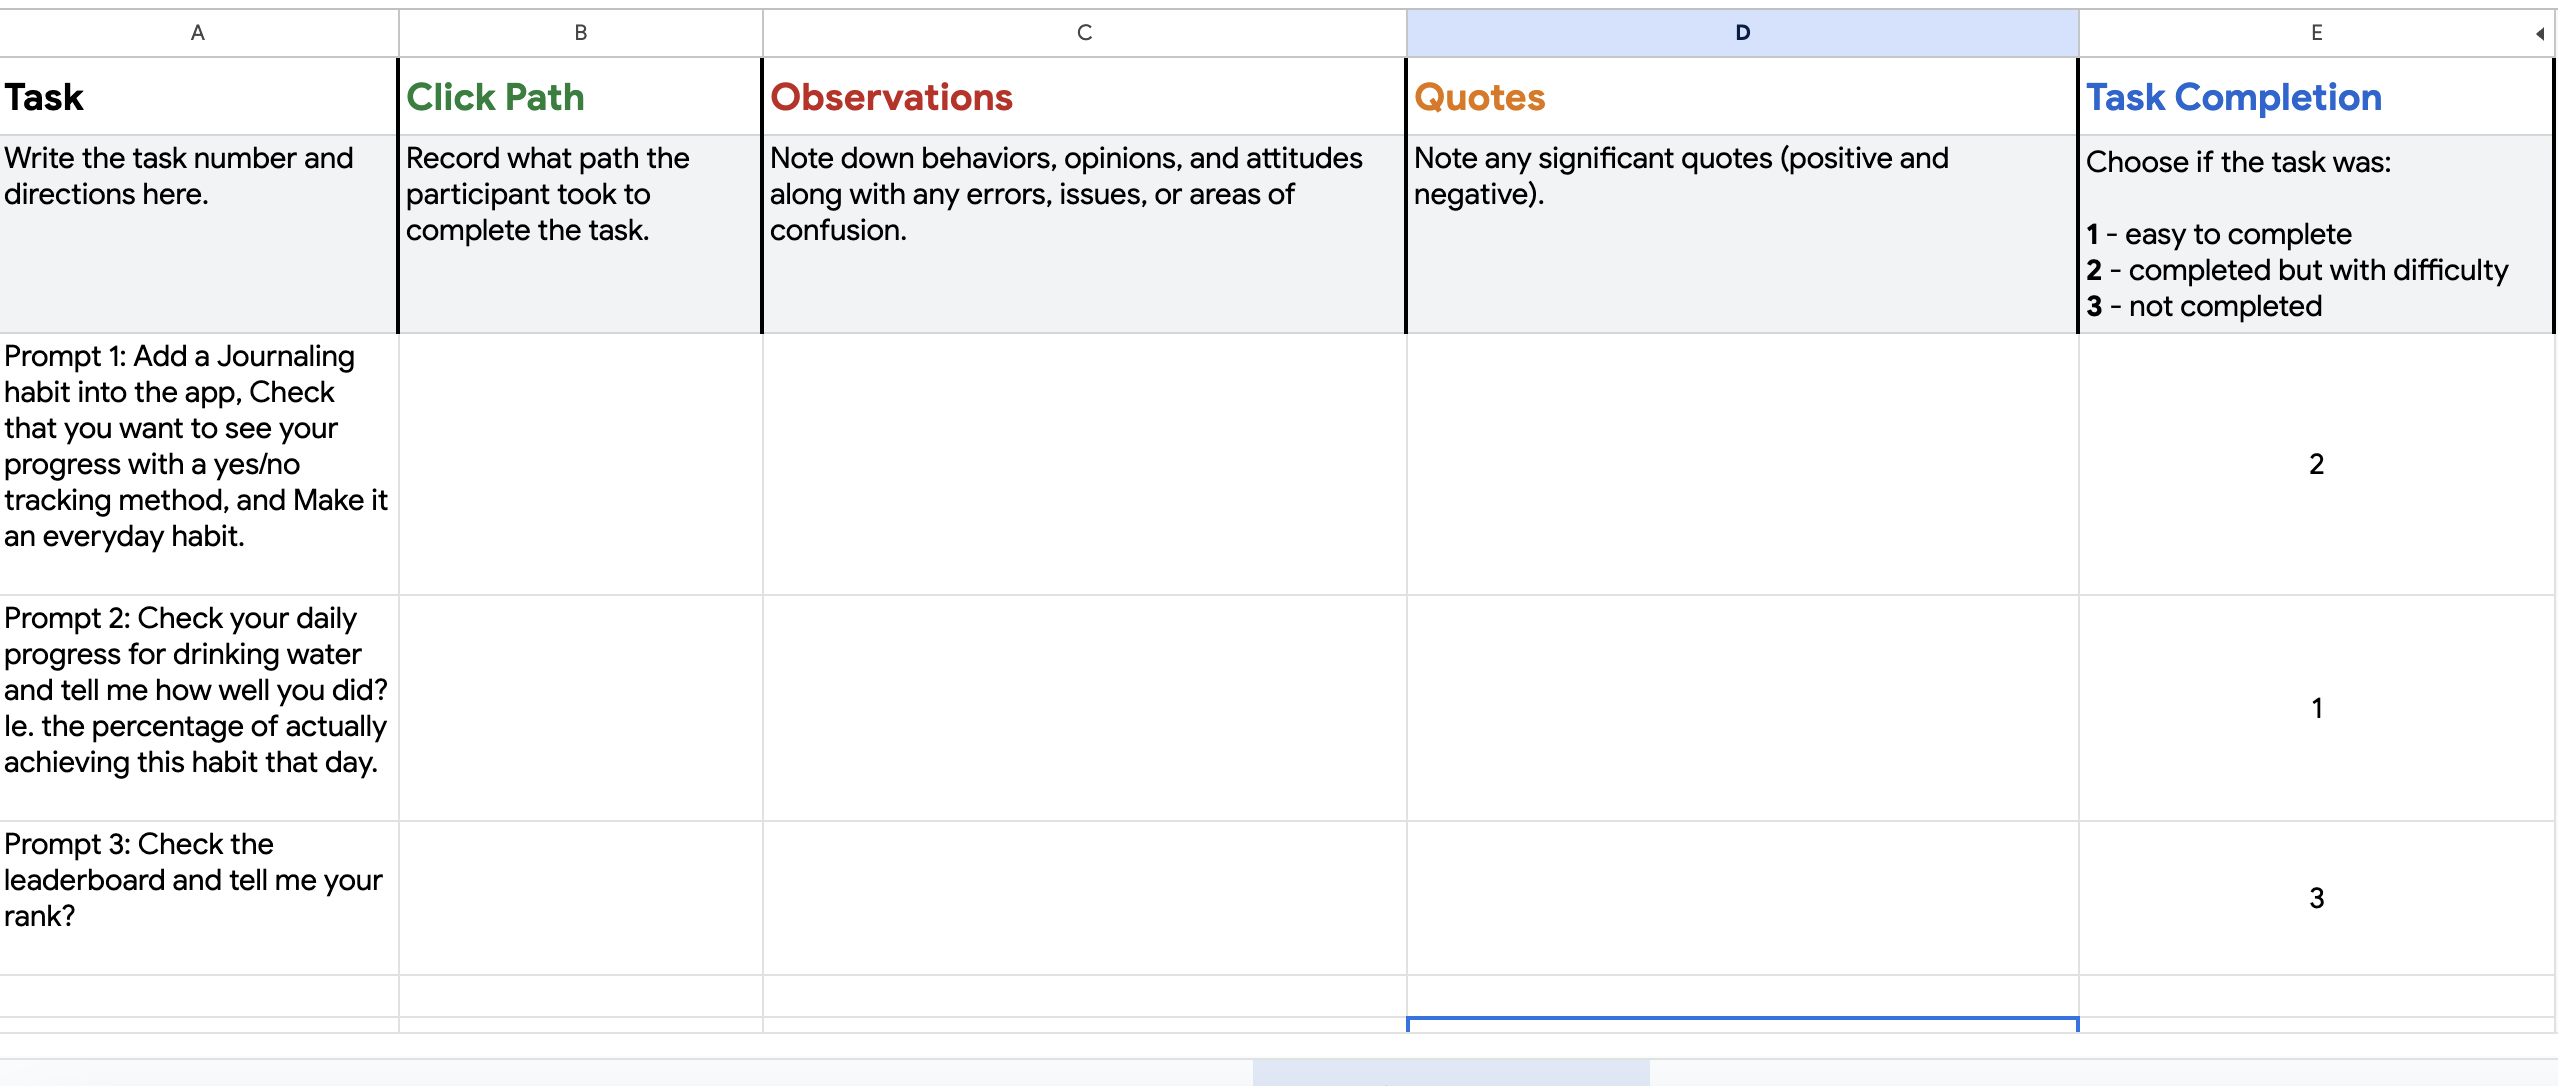 A B C D E
Task
Click Path
Observations
Quotes
Task Completion
Write the task number and
directions here.
Record what path the
participant took to
complete the task.
Note down behaviors, opinions, and attitudes
along with any errors, issues, or areas of
confusion.
Note any significant quotes (positive and
negative).
Choose if the task was:
1 - easy to complete
2 - completed but with difficulty
3 - not completed
Prompt 1: Add a Journaling
habit into the app, Check
that you want to see your
progress with a yes/no
tracking method, and Make it
an everyday habit.
2
Prompt 2: Check your daily
progress for drinking water
and tell me how well you did?
Ie. the percentage of actually
achieving this habit that day.
1
Prompt 3: Check the
leaderboard and tell me your
rank?
3